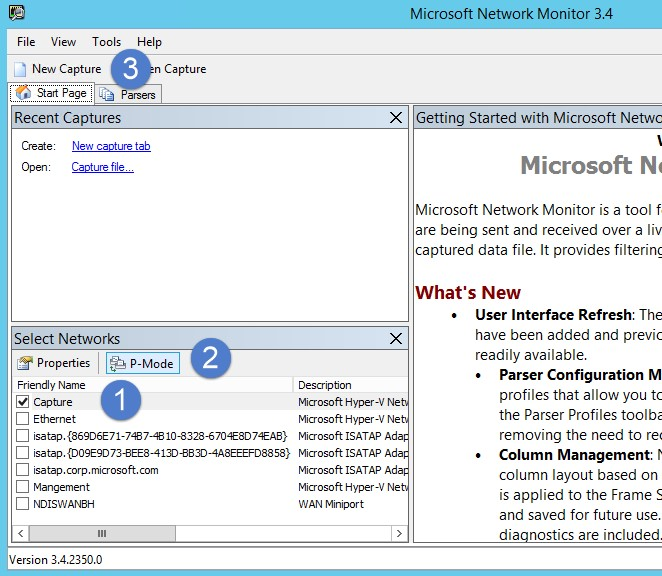 Microsoft Network Monitor 3.4
File View Tools Help
New Capture 3 en Capture
Start Page Parsers
Recent Captures
Create: New capture tab
Open: Capture file...
Select Networks
Properties P-Mode 2
Friendly Name Description
1
Capture Microsoft Hyper-V Netw
Ethernet Microsoft Hyper-V Netw
isatap.{869D6E71-74B7-4B10-8328-6704E8D74EAB} Microsoft ISATAP Adap
isatap.{D09E9D73-BEE8-413D-BB3D-4A8EEEFD8858} Microsoft ISATAP Adap
isatap.corp.microsoft.com Microsoft ISATAP Adap
Mangement Microsoft Hyper-V Netw
NDISWANBH WAN Miniport
Getting Started with Microsoft Netwo
Microsoft Ne
Microsoft Network Monitor is a tool f
are being sent and received over a liv
captured data file. It provides filtering
What's New
• User Interface Refresh: The
have been added and previo
readily available.
• Parser Configuration M
profiles that allow you to
the Parser Profiles toolba
removing the need to rec
• Column Management: N
column layout based on
is applied to the Frame S
and saved for future use.
diagnostics are included.
Version 3.4.2350.0